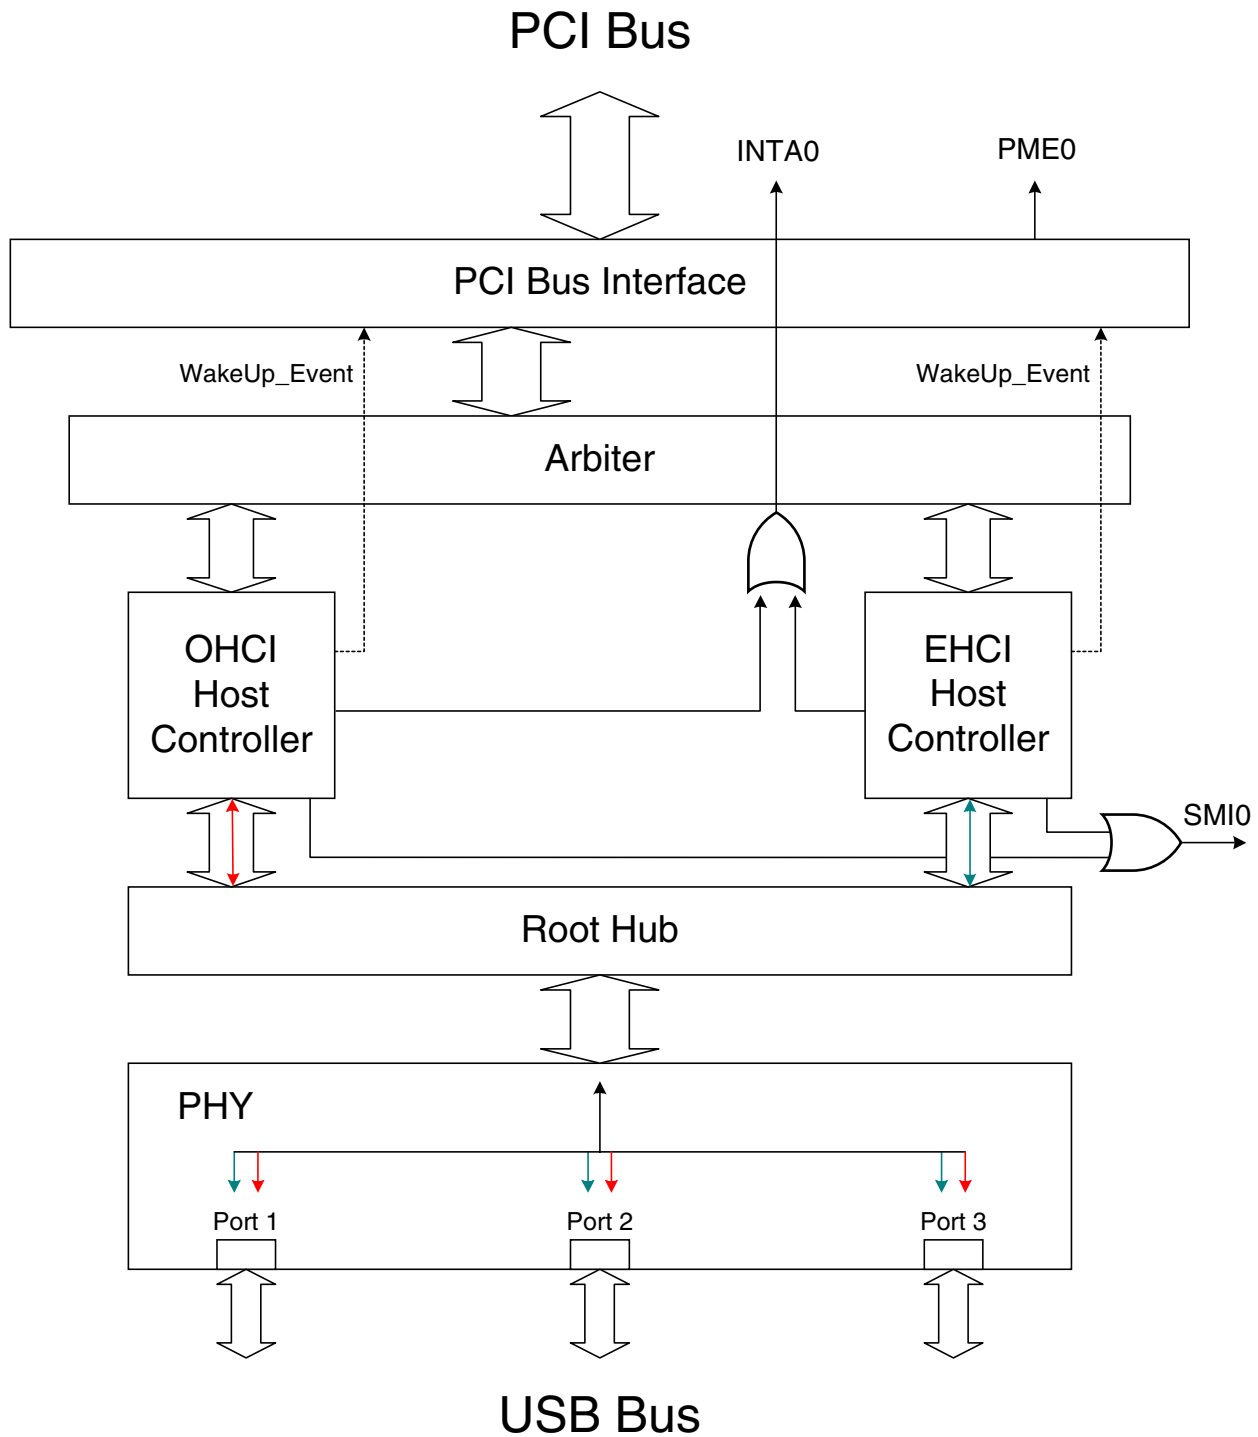 PCI Bus
INTA0
PME0
PCI Bus Interface
WakeUp_Event
WakeUp_Event
Arbiter
OHCI
Host
Controller
EHCI
Host
Controller
SMI0
Root Hub
PHY
Port 1
Port 2
Port 3
USB Bus